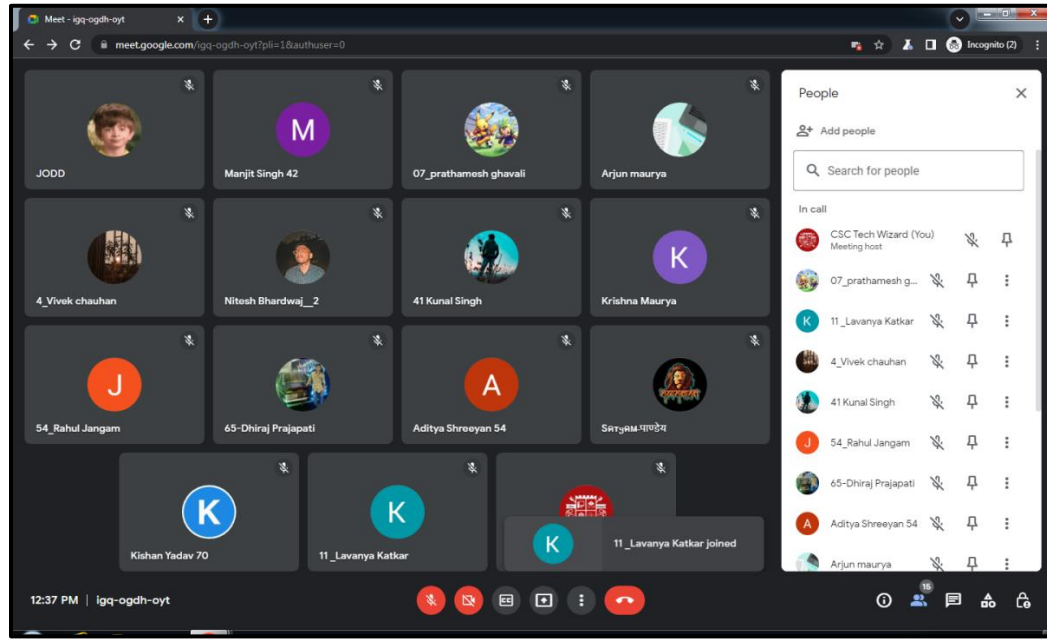 Meet - igq-ogdh-oyt
meet.google.com/igq-ogdh-oyt?pli=1&authuser=0
Incognito (2)
JODD
M
Manjit Singh 42
07_prathamesh ghavali
Arjun maurya
4_Vivek chauhan
Nitesh Bhardwaj__2
41 Kunal Singh
K
Krishna Maurya
J
54_Rahul Jangam
65-Dhiraj Prajapati
A
Aditya Shreeyan 54
Sᴀᴛyᴀᴍ-पाण्डेय
K
Kishan Yadav 70
K
11 _Lavanya Katkar
K
11 _Lavanya Katkar joined
People
Add people
Search for people
In call
CSC Tech Wizard (You)
Meeting host
07_prathamesh g...
K
11 _Lavanya Katkar
4_Vivek chauhan
41 Kunal Singh
J
54_Rahul Jangam
65-Dhiraj Prajapati
A
Aditya Shreeyan 54
Arjun maurya
12:37 PM | igq-ogdh-oyt
CC
15